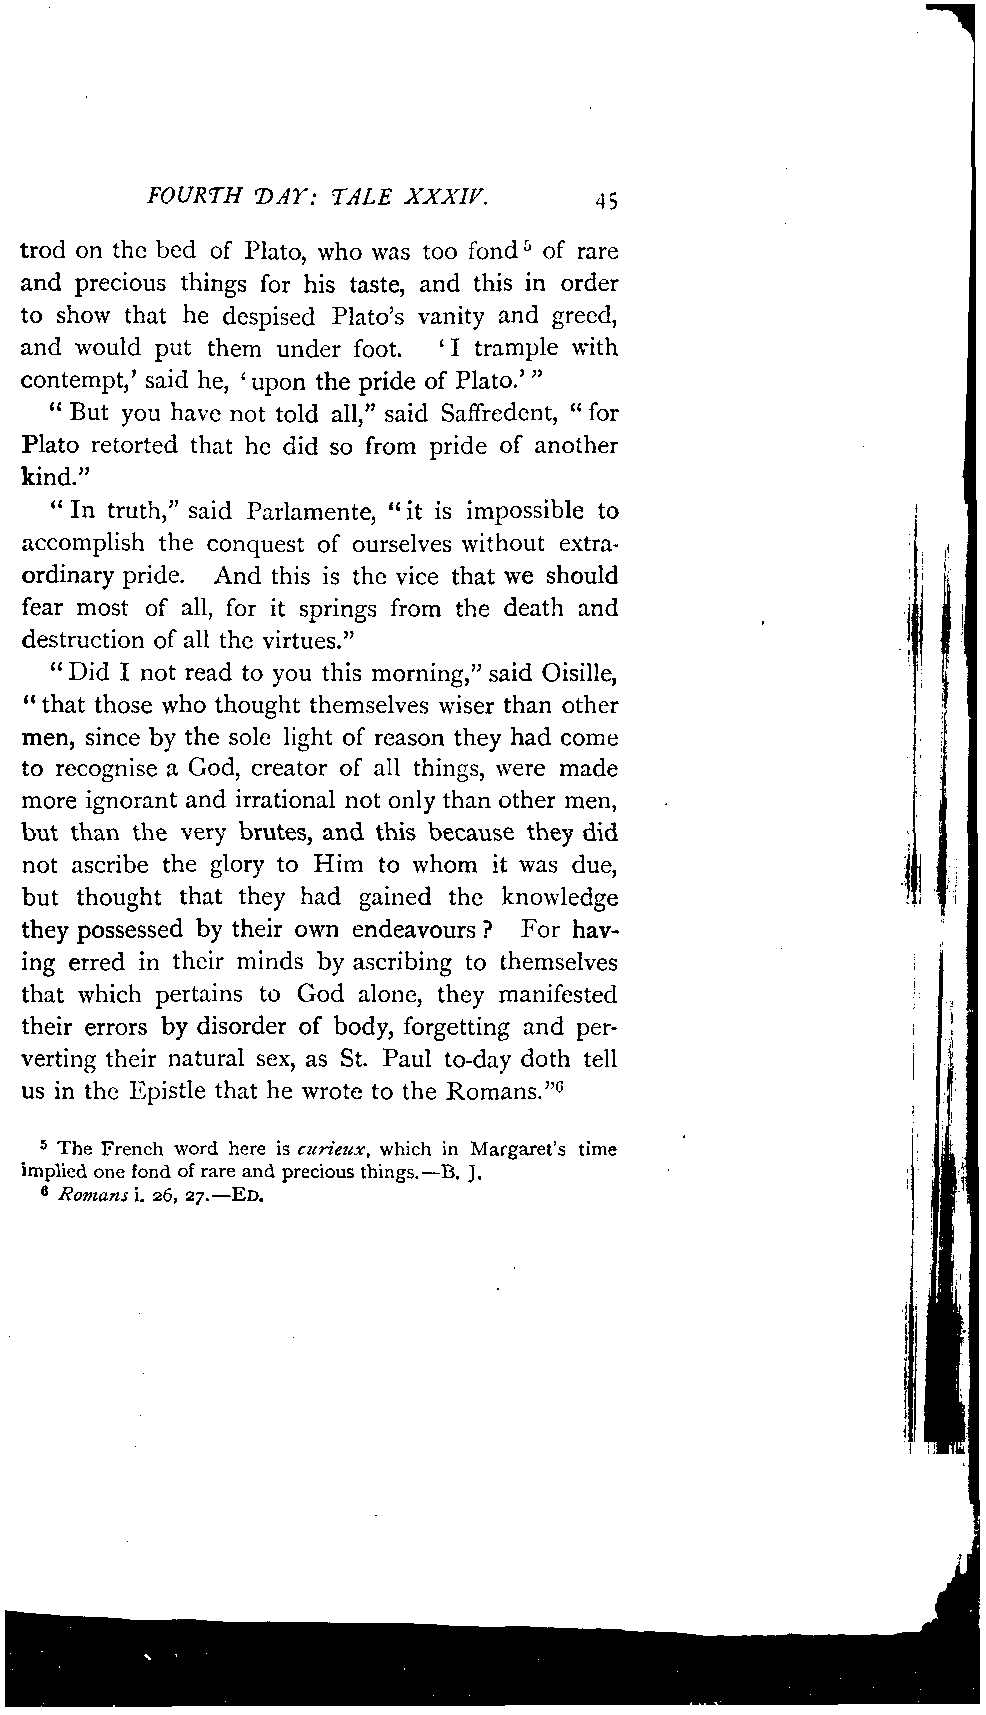 FOURTH DAY: TALE XXXIV. 45
trod on the bed of Plato, who was too fond⁵ of rare
and precious things for his taste, and this in order
to show that he despised Plato's vanity and greed,
and would put them under foot. ‘I trample with
contempt,’ said he, ‘upon the pride of Plato.’”
“But you have not told all,” said Saffredent, “for
Plato retorted that he did so from pride of another
kind.”
“In truth,” said Parlamente, “it is impossible to
accomplish the conquest of ourselves without extra-
ordinary pride. And this is the vice that we should
fear most of all, for it springs from the death and
destruction of all the virtues.”
“Did I not read to you this morning,” said Oisille,
“that those who thought themselves wiser than other
men, since by the sole light of reason they had come
to recognise a God, creator of all things, were made
more ignorant and irrational not only than other men,
but than the very brutes, and this because they did
not ascribe the glory to Him to whom it was due,
but thought that they had gained the knowledge
they possessed by their own endeavours? For hav-
ing erred in their minds by ascribing to themselves
that which pertains to God alone, they manifested
their errors by disorder of body, forgetting and per-
verting their natural sex, as St. Paul to-day doth tell
us in the Epistle that he wrote to the Romans.”⁶
⁵ The French word here is curieux, which in Margaret's time
implied one fond of rare and precious things.—B. J.
⁶ Romans i. 26, 27.—ED.